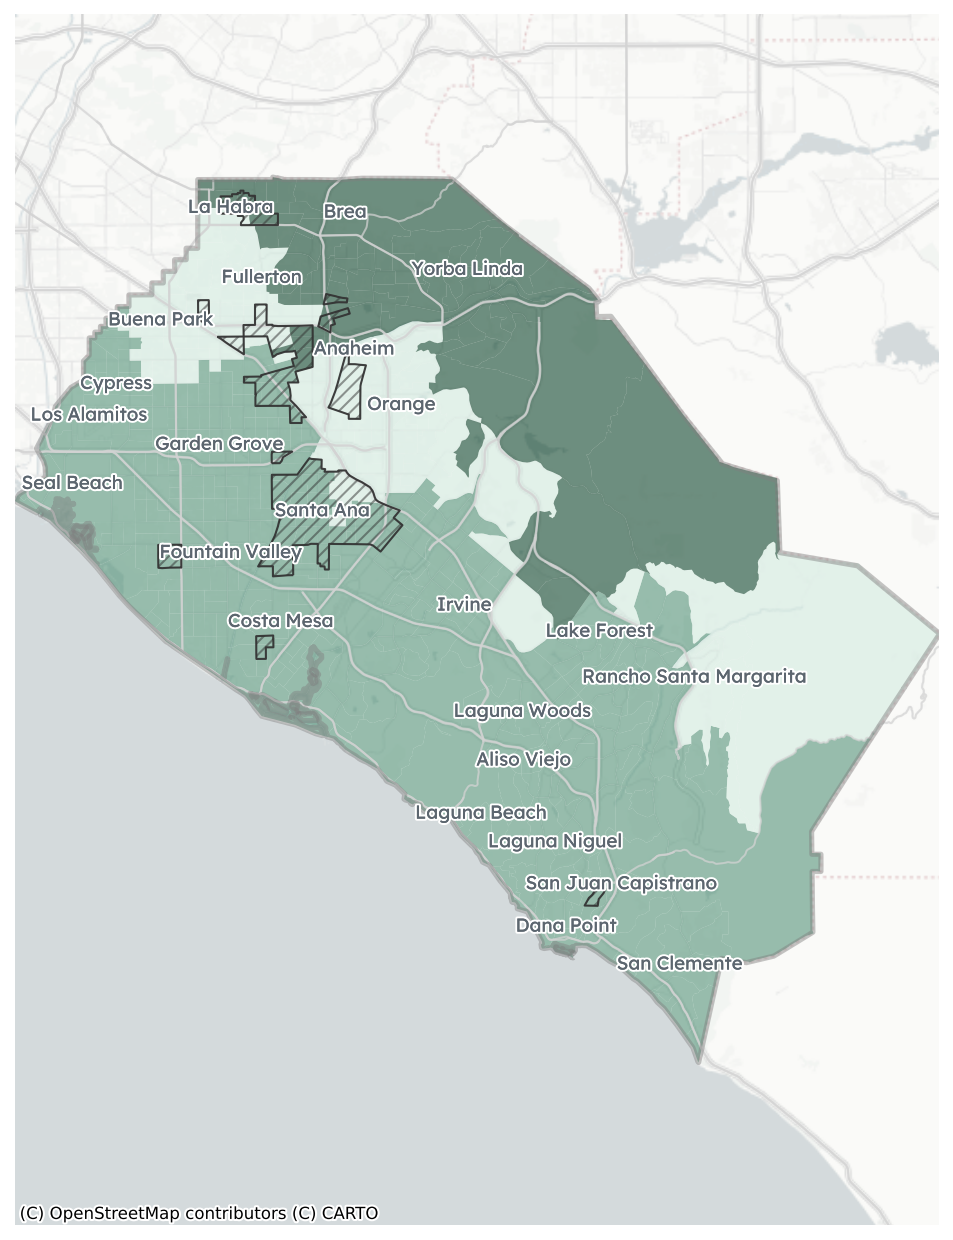 La Habra
Brea
Yorba Linda
Fullerton
Buena Park
Anaheim
Cypress
Orange
Los Alamitos
Garden Grove
Seal Beach
Santa Ana
Fountain Valley
Irvine
Costa Mesa
Lake Forest
Rancho Santa Margarita
Laguna Woods
Aliso Viejo
Laguna Beach
Laguna Niguel
San Juan Capistrano
Dana Point
San Clemente
(C) OpenStreetMap contributors (C) CARTO